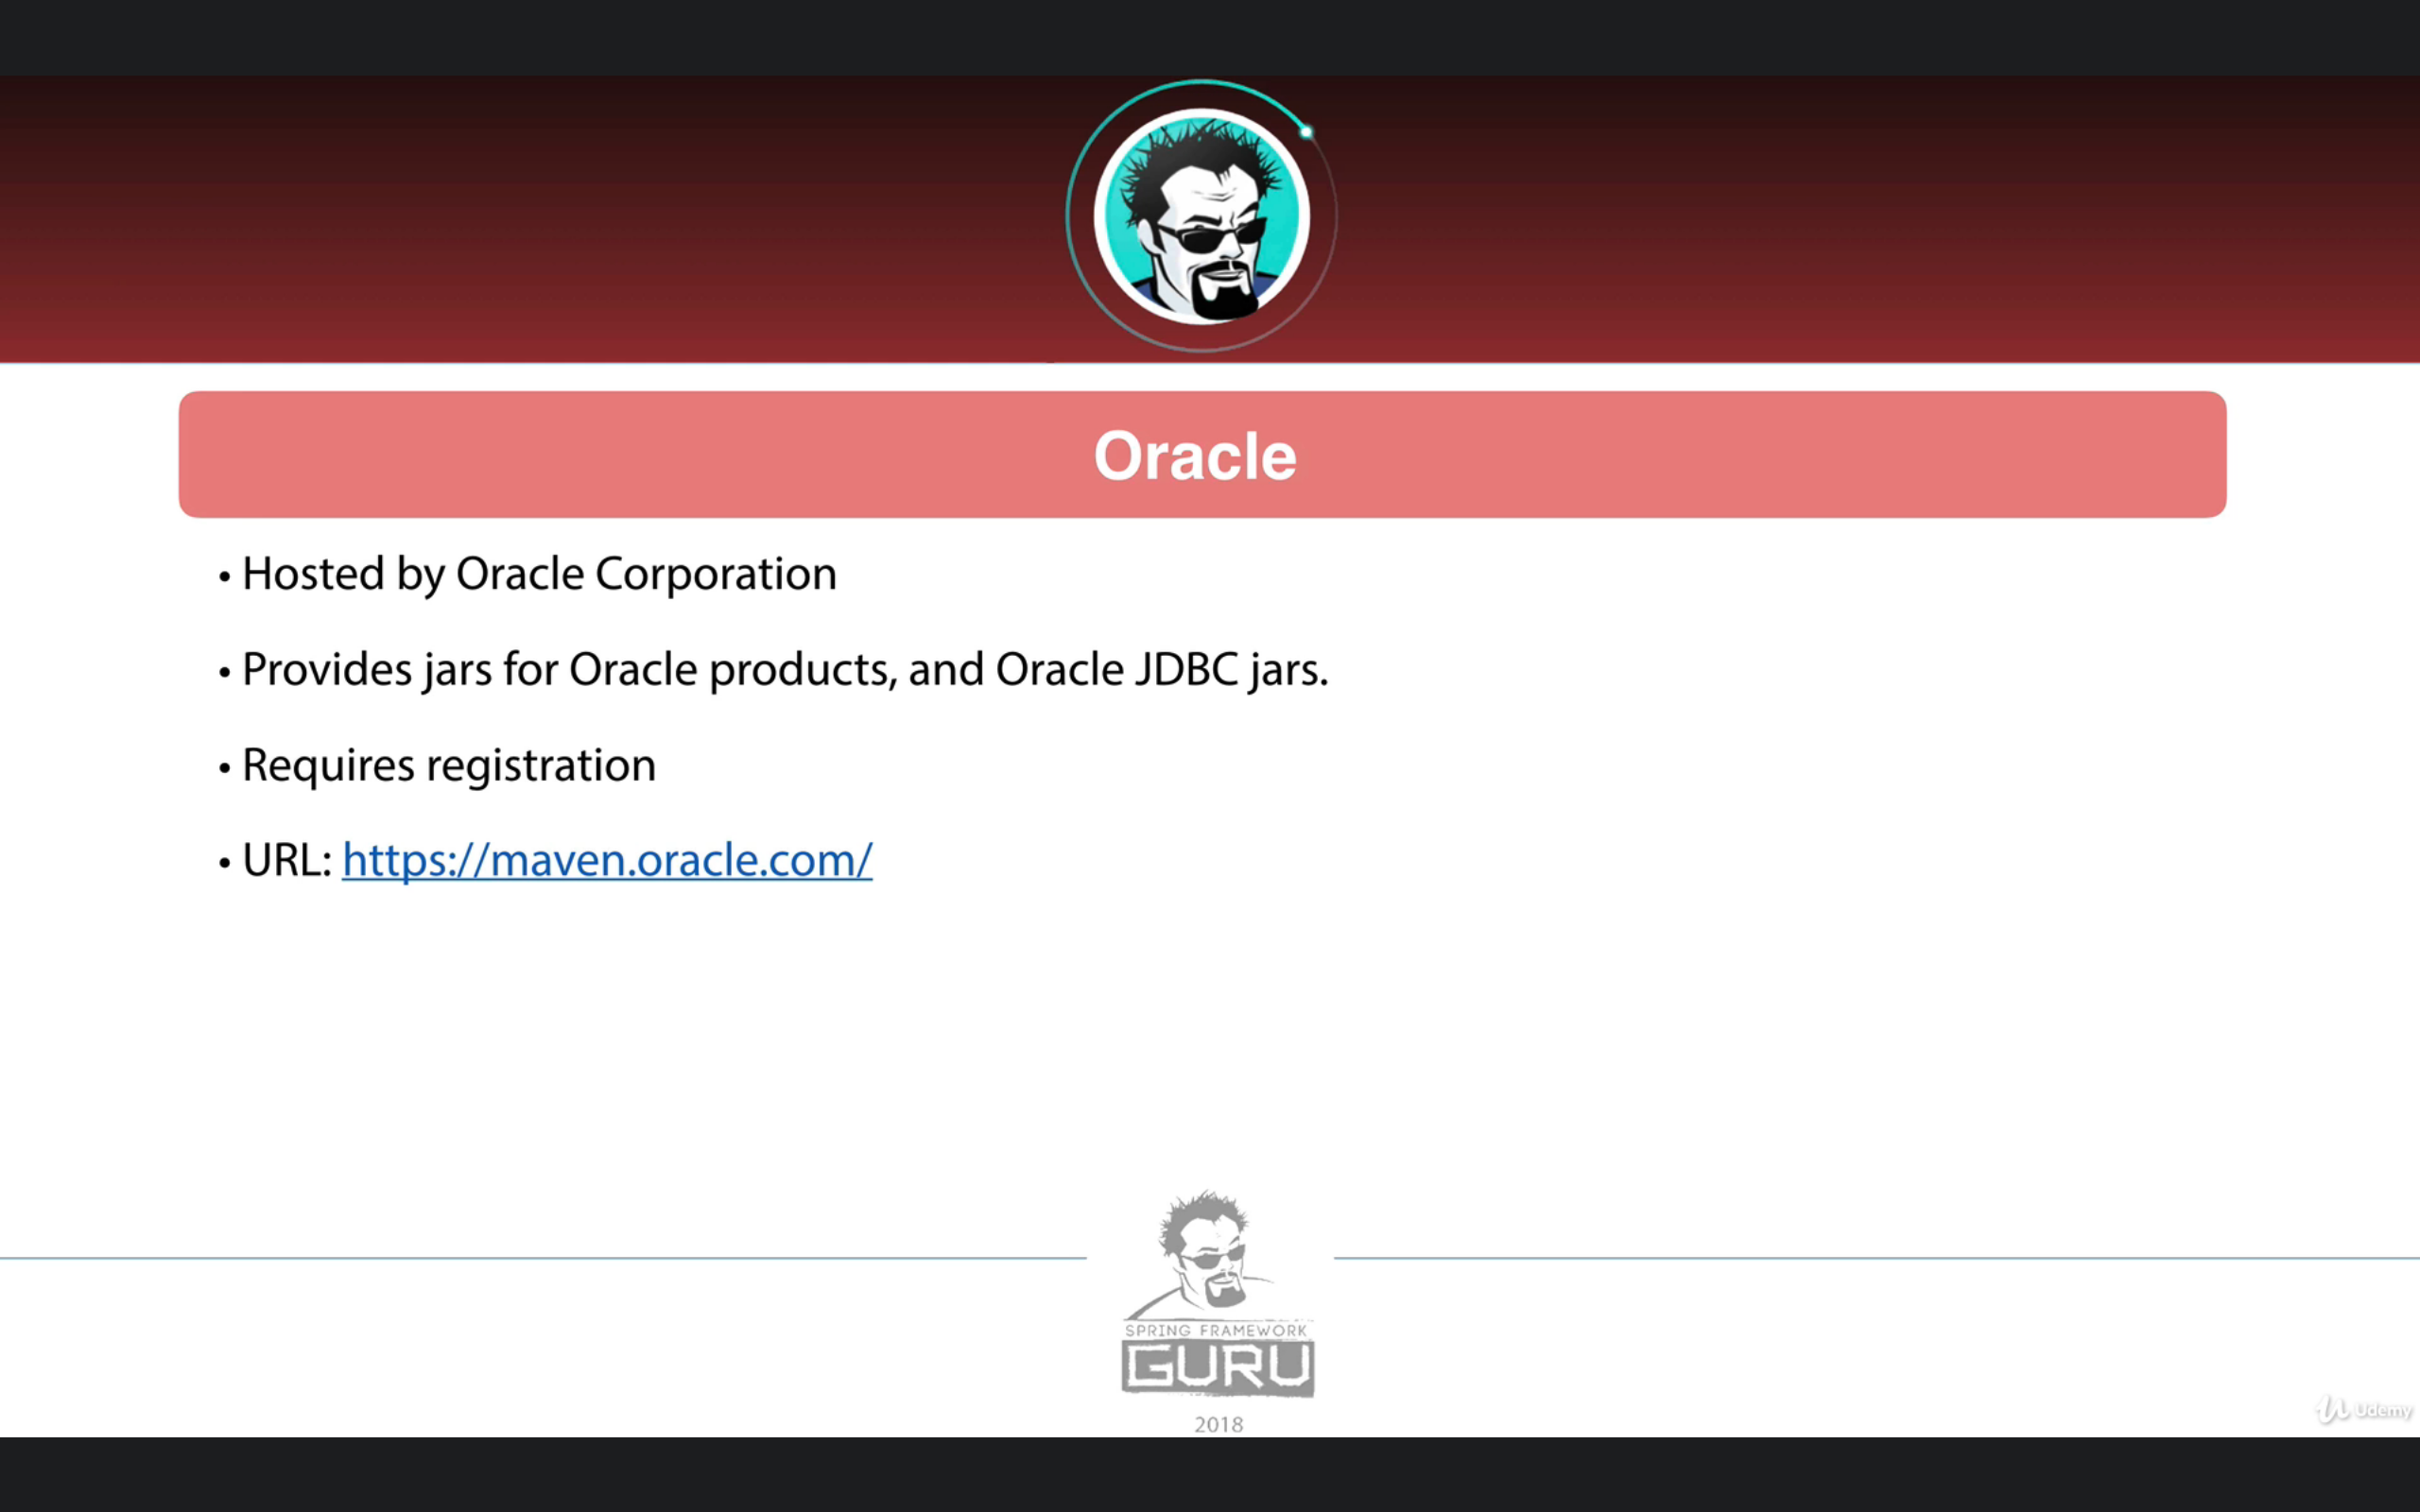 Oracle
• Hosted by Oracle Corporation
• Provides jars for Oracle products, and Oracle JDBC jars.
• Requires registration
• URL: https://maven.oracle.com/
SPRING FRAMEWORK
GURU
2018
Udemy